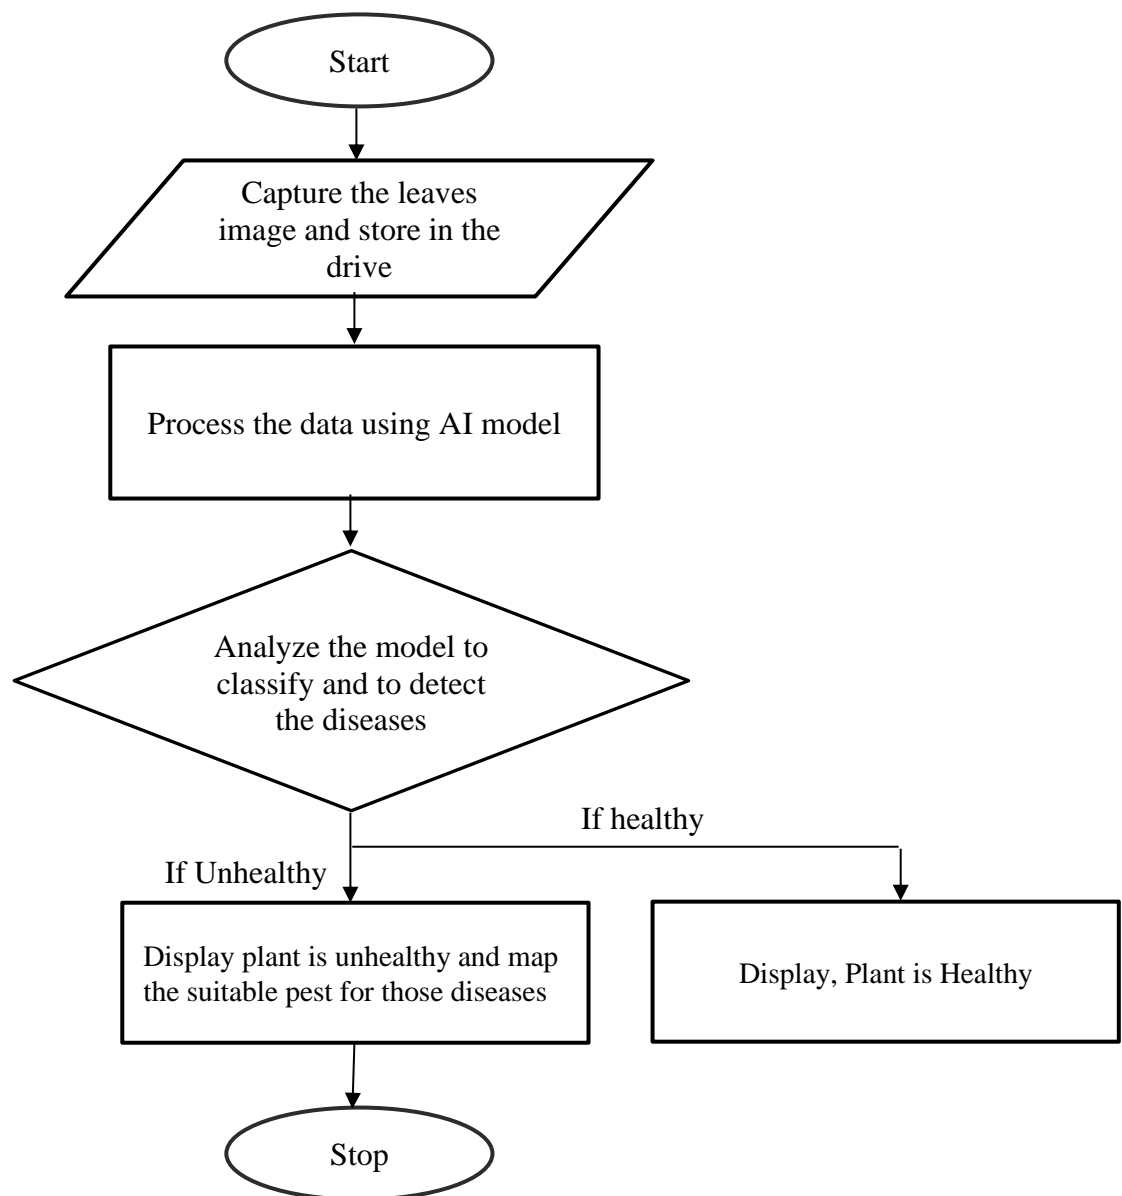 Start
Capture the leaves
image and store in the
drive
Process the data using AI model
Analyze the model to
classify and to detect
the diseases
If healthy
If Unhealthy
Display plant is unhealthy and map
the suitable pest for those diseases
Display, Plant is Healthy
Stop